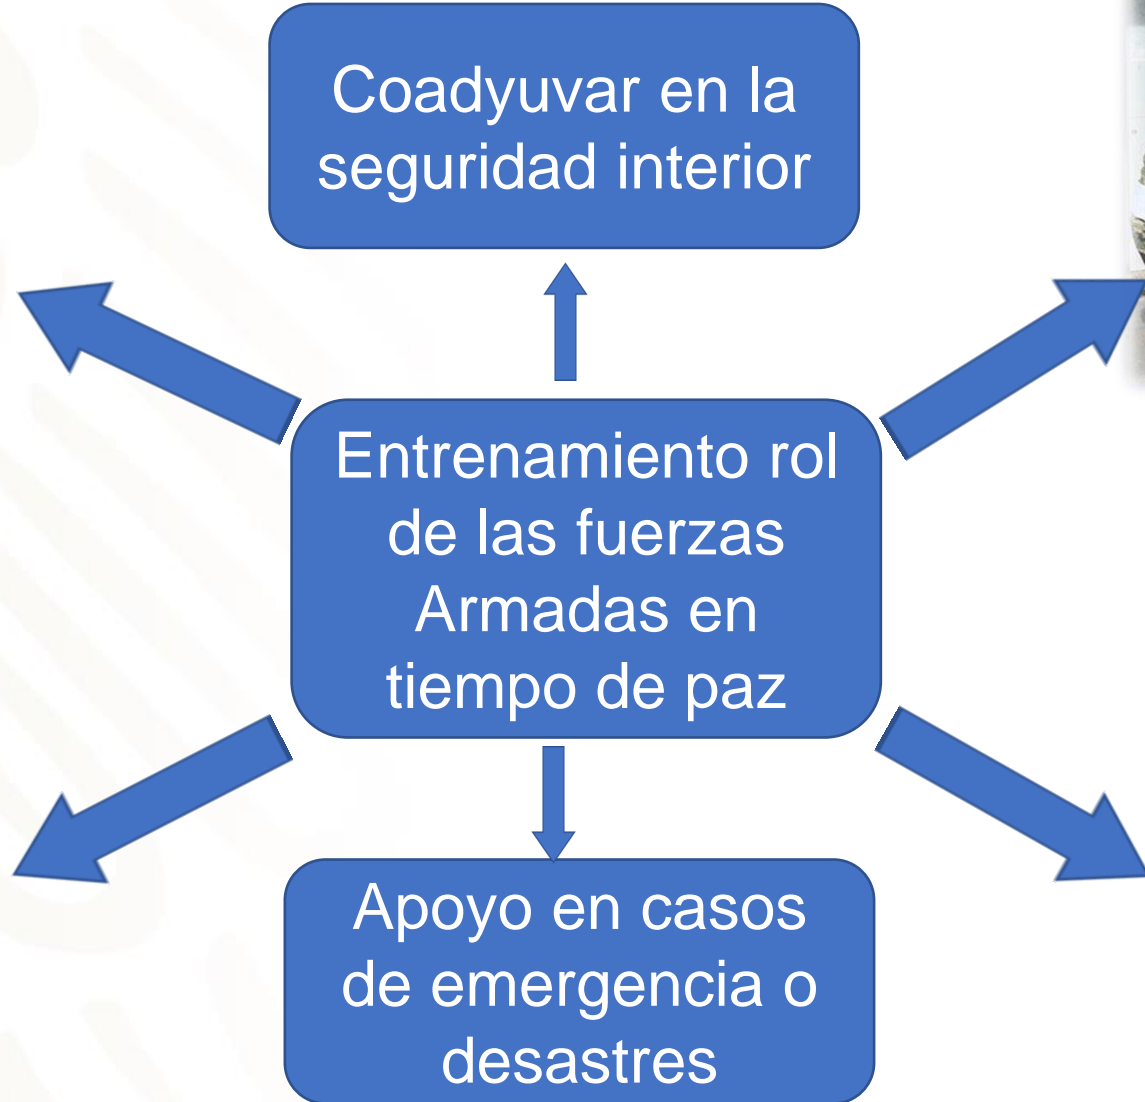 Coadyuvar en la
seguridad interior
Entrenamiento rol
de las fuerzas
Armadas en
tiempo de paz
Apoyo en casos
de emergencia o
desastres